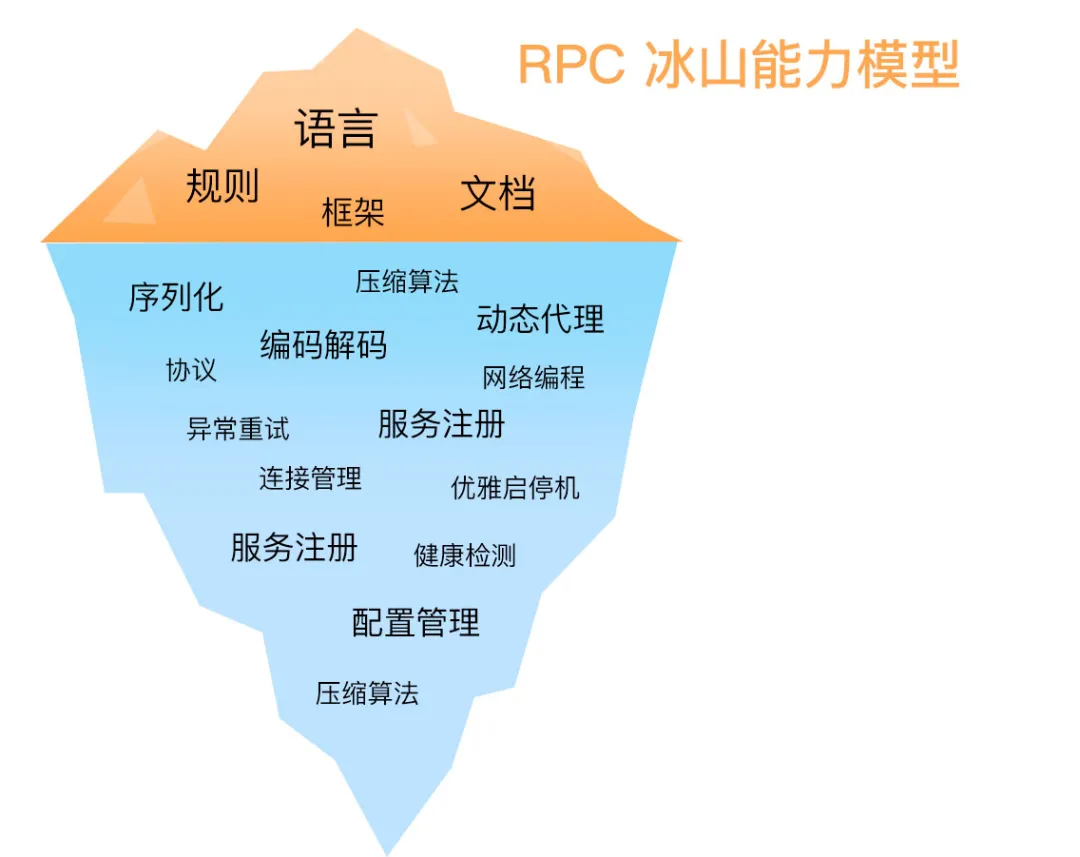 RPC 冰山能力模型
语言
规则
框架
文档
序列化
压缩算法
动态代理
编码解码
协议
网络编程
异常重试
服务注册
连接管理
优雅启停机
服务注册
健康检测
配置管理
压缩算法